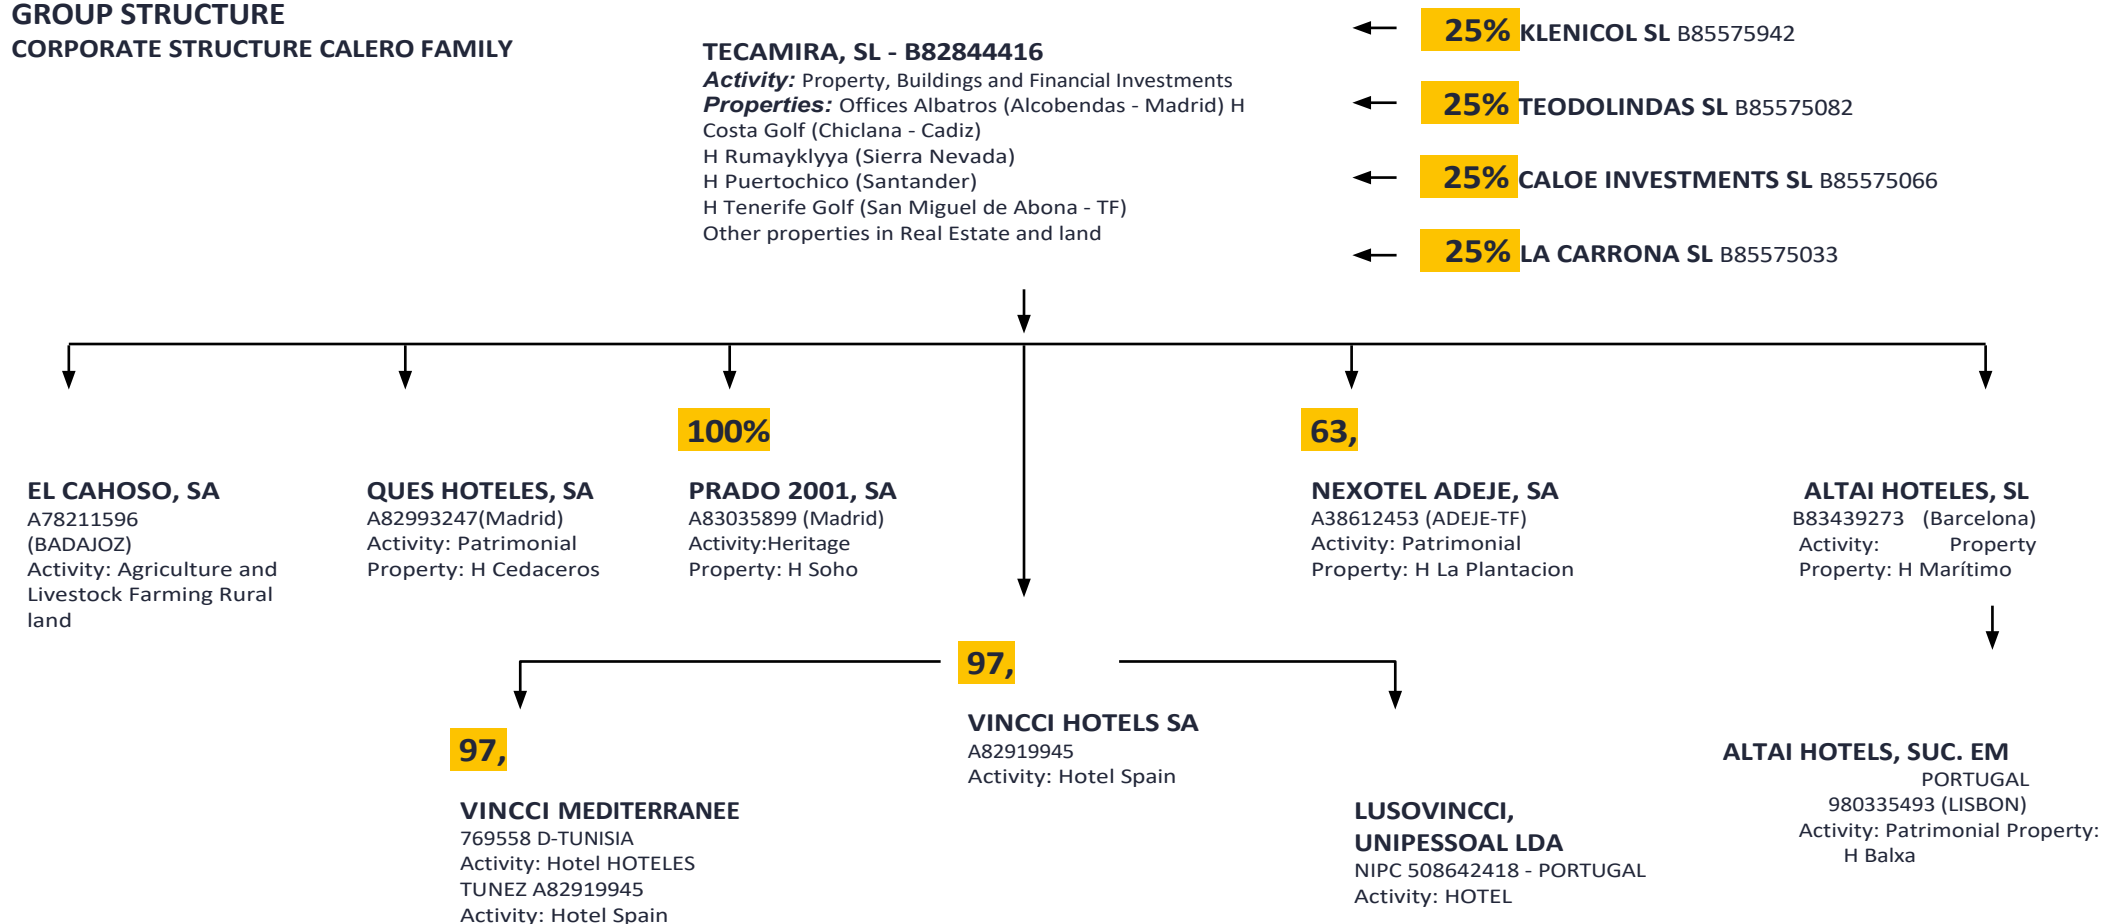 GROUP STRUCTURE
CORPORATE STRUCTURE CALERO FAMILY
TECAMIRA, SL - B82844416
Activity: Property, Buildings and Financial Investments
Properties: Offices Albatros (Alcobendas - Madrid) H
Costa Golf (Chiclana - Cadiz)
H Rumayklyya (Sierra Nevada)
H Puertochico (Santander)
H Tenerife Golf (San Miguel de Abona - TF)
Other properties in Real Estate and land
25% KLENICOL SL B85575942
25% TEODOLINDAS SL B85575082
25% CALOE INVESTMENTS SL B85575066
25% LA CARRONA SL B85575033
EL CAHOSO, SA
A78211596
(BADAJOZ)
Activity: Agriculture and
Livestock Farming Rural
land
QUES HOTELES, SA
A82993247(Madrid)
Activity: Patrimonial
Property: H Cedaceros
100%
PRADO 2001, SA
A83035899 (Madrid)
Activity:Heritage
Property: H Soho
63,
NEXOTEL ADEJE, SA
A38612453 (ADEJE-TF)
Activity: Patrimonial
Property: H La Plantacion
ALTAI HOTELES, SL
B83439273 (Barcelona)
Activity: Property
Property: H Marítimo
97,
VINCCI HOTELS SA
A82919945
Activity: Hotel Spain
97,
VINCCI MEDITERRANEE
769558 D-TUNISIA
Activity: Hotel HOTELES
TUNEZ A82919945
Activity: Hotel Spain
LUSOVINCCI,
UNIPESSOAL LDA
NIPC 508642418 - PORTUGAL
Activity: HOTEL
ALTAI HOTELS, SUC. EM
PORTUGAL
980335493 (LISBON)
Activity: Patrimonial Property:
H Balxa